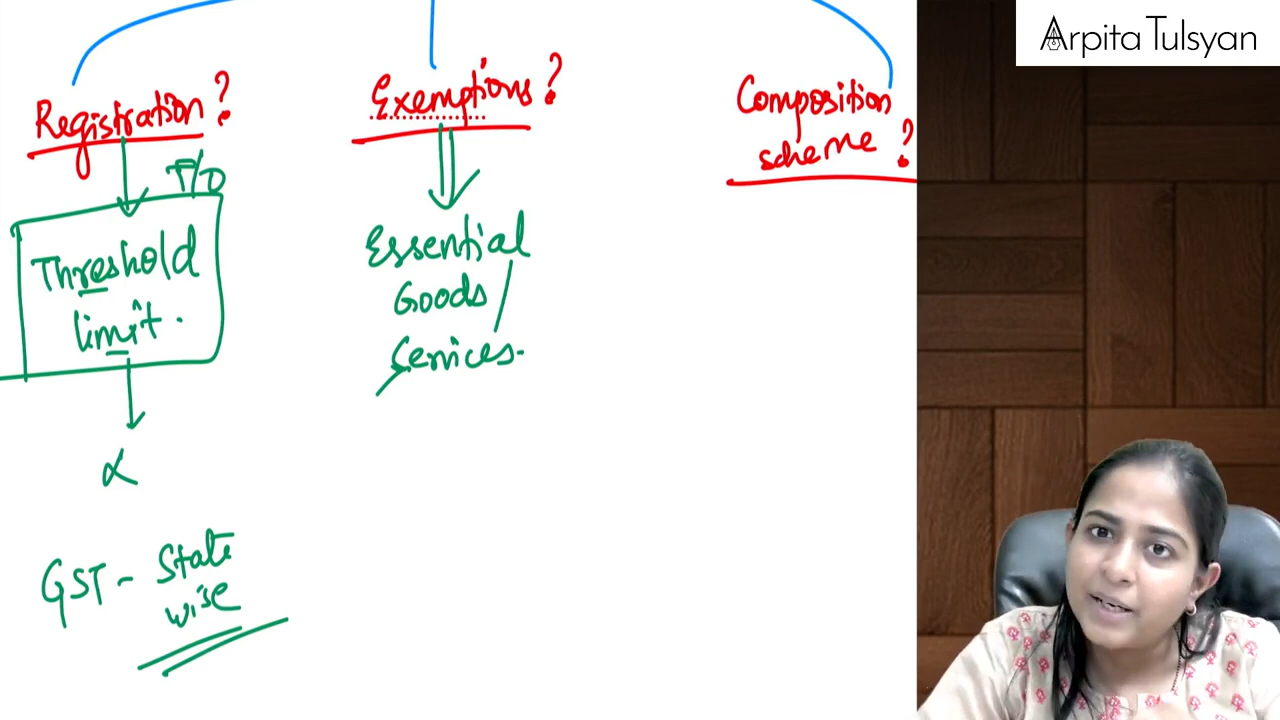 Arpita Tulsyan
Registration?
T/O
Threshold
limit.
α
GST - State
wise
Exemptions?
Essential
Goods /
Services.
Composition
scheme?